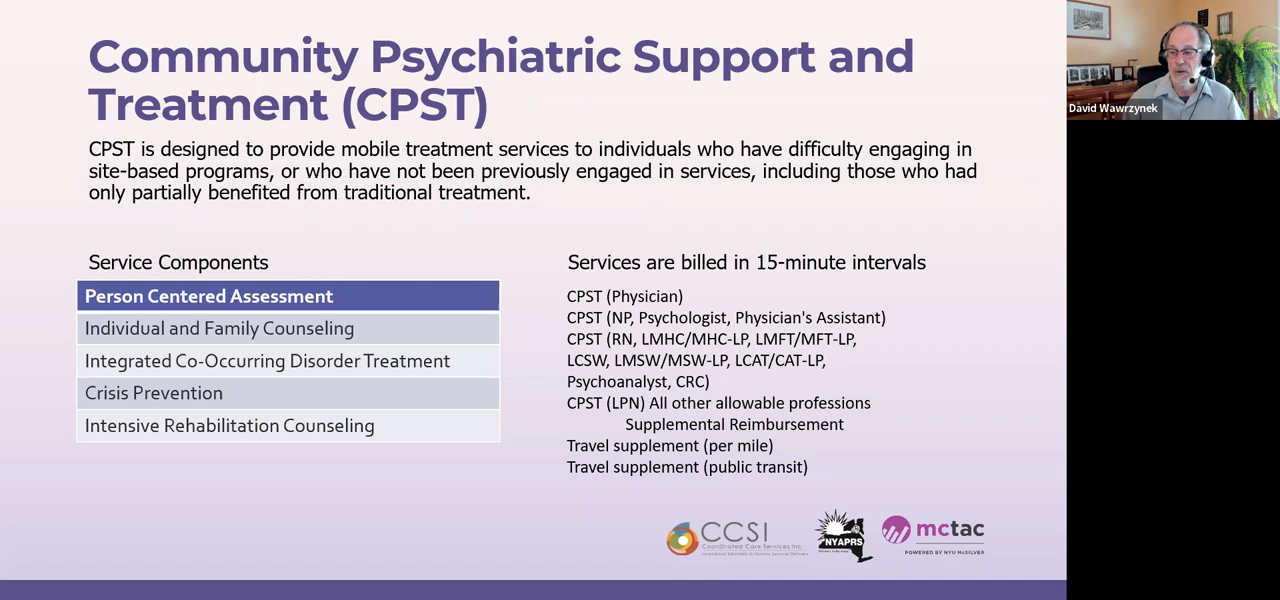 Community Psychiatric Support and
Treatment (CPST)
CPST is designed to provide mobile treatment services to individuals who have difficulty engaging in
site-based programs, or who have not been previously engaged in services, including those who had
only partially benefited from traditional treatment.
Service Components
Person Centered Assessment
Individual and Family Counseling
Integrated Co-Occurring Disorder Treatment
Crisis Prevention
Intensive Rehabilitation Counseling
Services are billed in 15-minute intervals
CPST (Physician)
CPST (NP, Psychologist, Physician's Assistant)
CPST (RN, LMHC/MHC-LP, LMFT/MFT-LP,
LCSW, LMSW/MSW-LP, LCAT/CAT-LP,
Psychoanalyst, CRC)
CPST (LPN) All other allowable professions
Supplemental Reimbursement
Travel supplement (per mile)
Travel supplement (public transit)
CCSI
Coordinated Care Services Inc.
NYAPRS
mctac
POWERED BY NYU McSILVER
David Wawrzynek